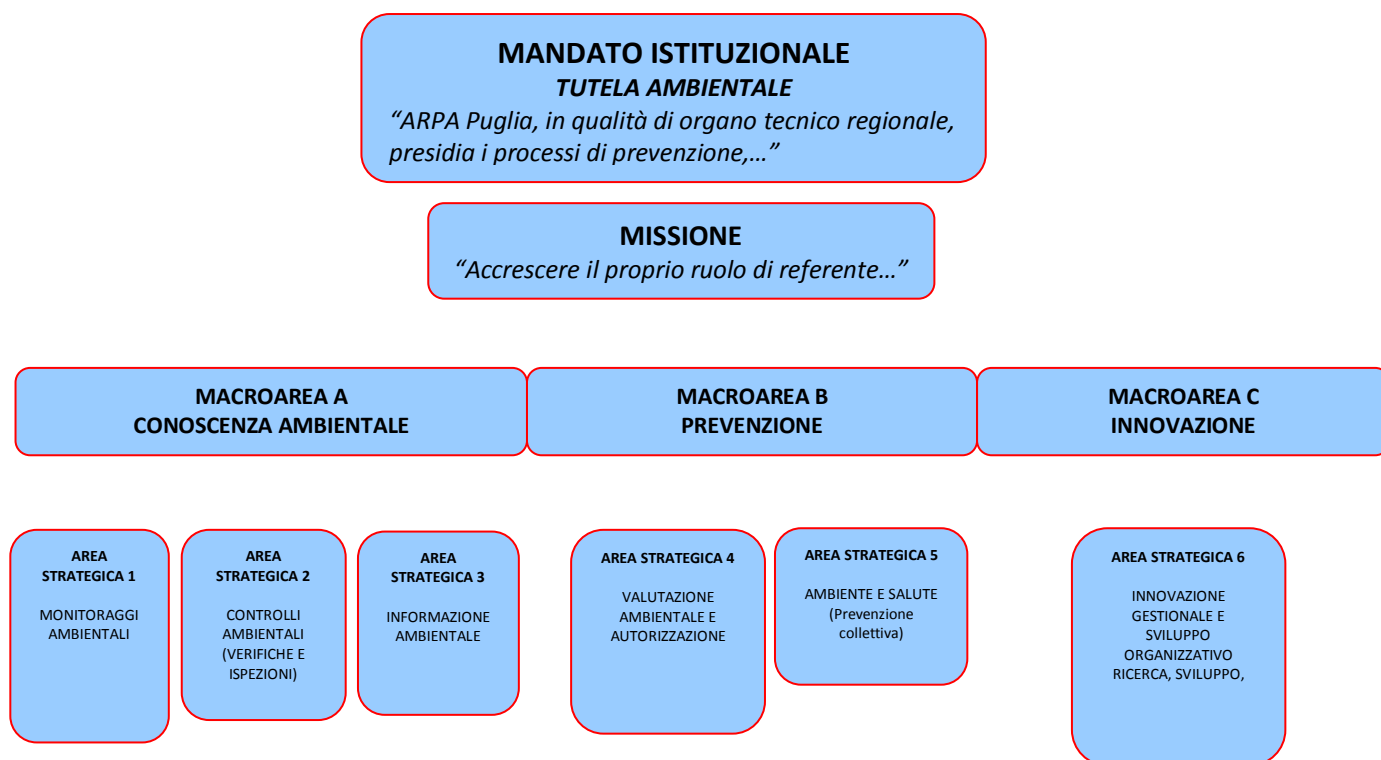 MANDATO ISTITUZIONALE
TUTELA AMBIENTALE
“ARPA Puglia, in qualità di organo tecnico regionale,
presidia i processi di prevenzione,…”
MISSIONE
“Accrescere il proprio ruolo di referente…”
MACROAREA A
CONOSCENZA AMBIENTALE
MACROAREA B
PREVENZIONE
MACROAREA C
INNOVAZIONE
AREA
STRATEGICA 1
MONITORAGGI
AMBIENTALI
AREA
STRATEGICA 2
CONTROLLI
AMBIENTALI
(VERIFICHE E
ISPEZIONI)
AREA
STRATEGICA 3
INFORMAZIONE
AMBIENTALE
AREA STRATEGICA 4
VALUTAZIONE
AMBIENTALE E
AUTORIZZAZIONE
AREA STRATEGICA 5
AMBIENTE E SALUTE
(Prevenzione
collettiva)
AREA STRATEGICA 6
INNOVAZIONE
GESTIONALE E
SVILUPPO
ORGANIZZATIVO
RICERCA, SVILUPPO,